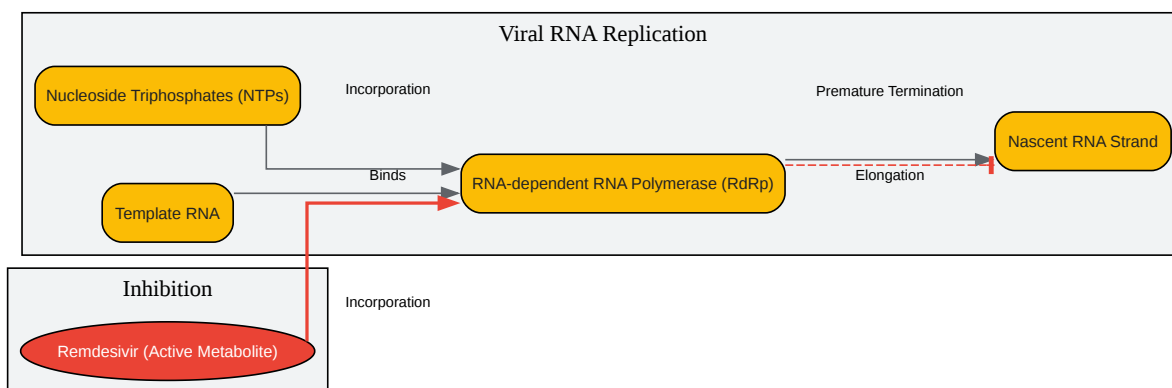 Viral RNA Replication
Nucleoside Triphosphates (NTPs)
Incorporation
Premature Termination
Nascent RNA Strand
Binds
RNA-dependent RNA Polymerase (RdRp)
Elongation
Template RNA
Inhibition
Incorporation
Remdesivir (Active Metabolite)